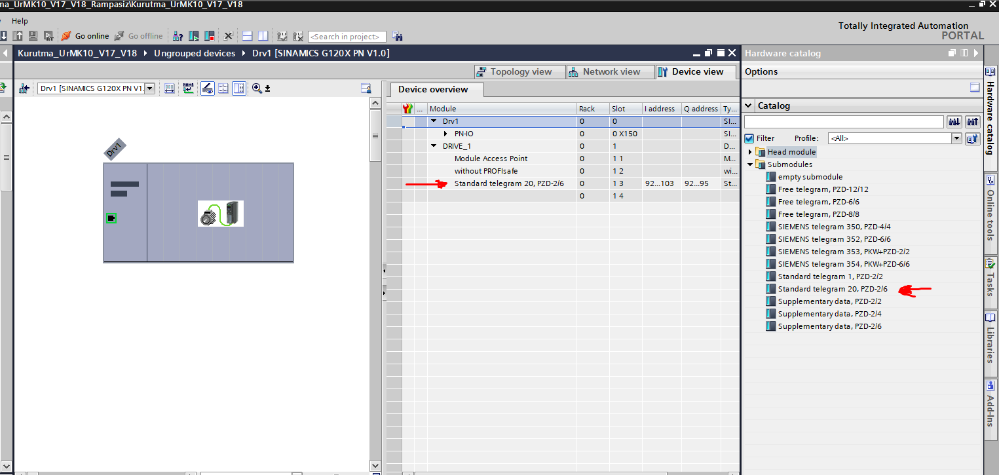 ma_UrMK10_V17_V18_Rampasiz\Kurutma_UrMK10_V17_V18
Help
Totally Integrated Automation
PORTAL
Go online
Go offline
<Search in project>
Kurutma_UrMK10_V17_V18 Ungrouped devices Drv1 [SINAMICS G120X PN V1.0]
Hardware catalog
Topology view
Network view
Device view
Options
Drv1 [SINAMICS G120X PN V1.
Device overview
Catalog
... Module Rack Slot I address Q address Ty...
Drv1 0 0 SI...
PN-IO 0 0 X150 SI...
DRIVE_1 0 1 D...
Module Access Point 0 1 1 M...
without PROFIsafe 0 1 2 wi...
Standard telegram 20, PZD-2/6 0 1 3 92...103 92...95 St...
0 1 4
Drv1
Filter Profile: <All>
Head module
Submodules
empty submodule
Free telegram, PZD-12/12
Free telegram, PZD-6/6
Free telegram, PZD-8/8
SIEMENS telegram 350, PZD-4/4
SIEMENS telegram 352, PZD-6/6
SIEMENS telegram 353, PKW+PZD-2/2
SIEMENS telegram 354, PKW+PZD-6/6
Standard telegram 1, PZD-2/2
Standard telegram 20, PZD-2/6
Supplementary data, PZD-2/2
Supplementary data, PZD-2/4
Supplementary data, PZD-2/6
Hardware catalog
Online tools
Tasks
Libraries
Add-Ins